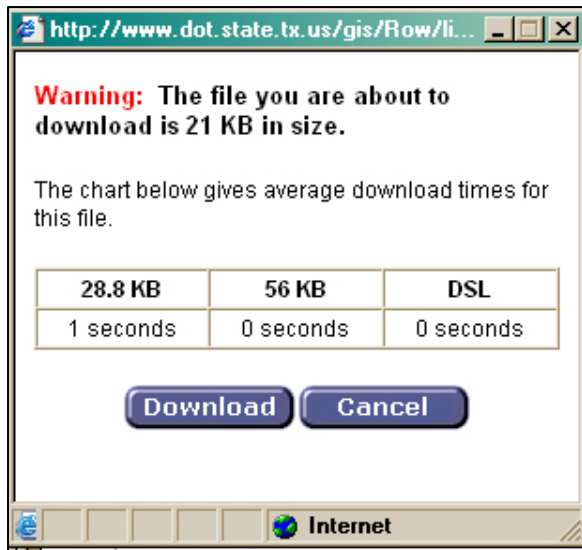 http://www.dot.state.tx.us/gis/Row/li...
Warning: The file you are about to
download is 21 KB in size.
The chart below gives average download times for
this file.
28.8 KB 56 KB DSL
1 seconds 0 seconds 0 seconds
Download Cancel
Internet